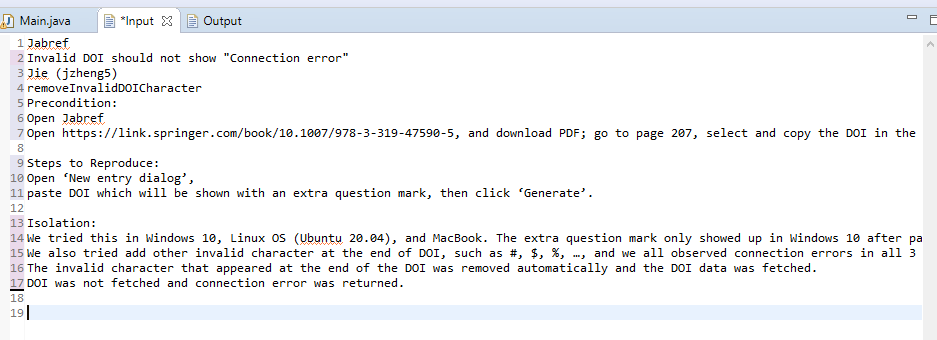 Main.java *Input Output
1 Jabref
2 Invalid DOI should not show "Connection error"
3 Jie (jzheng5)
4 removeInvalidDOICharacter
5 Precondition:
6 Open Jabref
7 Open https://link.springer.com/book/10.1007/978-3-319-47590-5, and download PDF; go to page 207, select and copy the DOI in the
8
9 Steps to Reproduce:
10 Open ‘New entry dialog’,
11 paste DOI which will be shown with an extra question mark, then click ‘Generate’.
12
13 Isolation:
14 We tried this in Windows 10, Linux OS (Ubuntu 20.04), and MacBook. The extra question mark only showed up in Windows 10 after pa
15 We also tried add other invalid character at the end of DOI, such as #, $, %, …, and we all observed connection errors in all 3
16 The invalid character that appeared at the end of the DOI was removed automatically and the DOI data was fetched.
17 DOI was not fetched and connection error was returned.
18
19